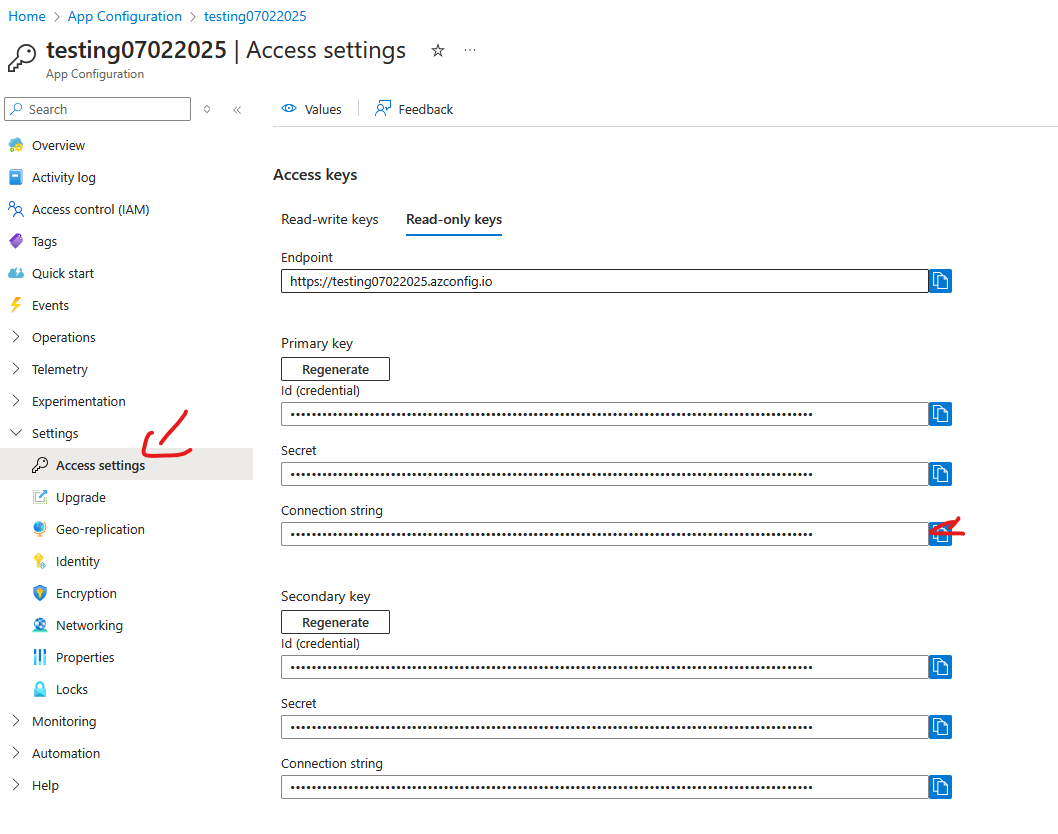 Home > App Configuration > testing07022025
testing07022025 | Access settings ☆ ···
App Configuration
Search
Values
Feedback
Overview
Activity log
Access control (IAM)
Tags
Quick start
Events
Operations
Telemetry
Experimentation
Settings
Access settings
Upgrade
Geo-replication
Identity
Encryption
Networking
Properties
Locks
Monitoring
Automation
Help
Access keys
Read-write keys Read-only keys
Endpoint
https://testing07022025.azconfig.io
Primary key
Regenerate
Id (credential)
Secret
Connection string
Secondary key
Regenerate
Id (credential)
Secret
Connection string